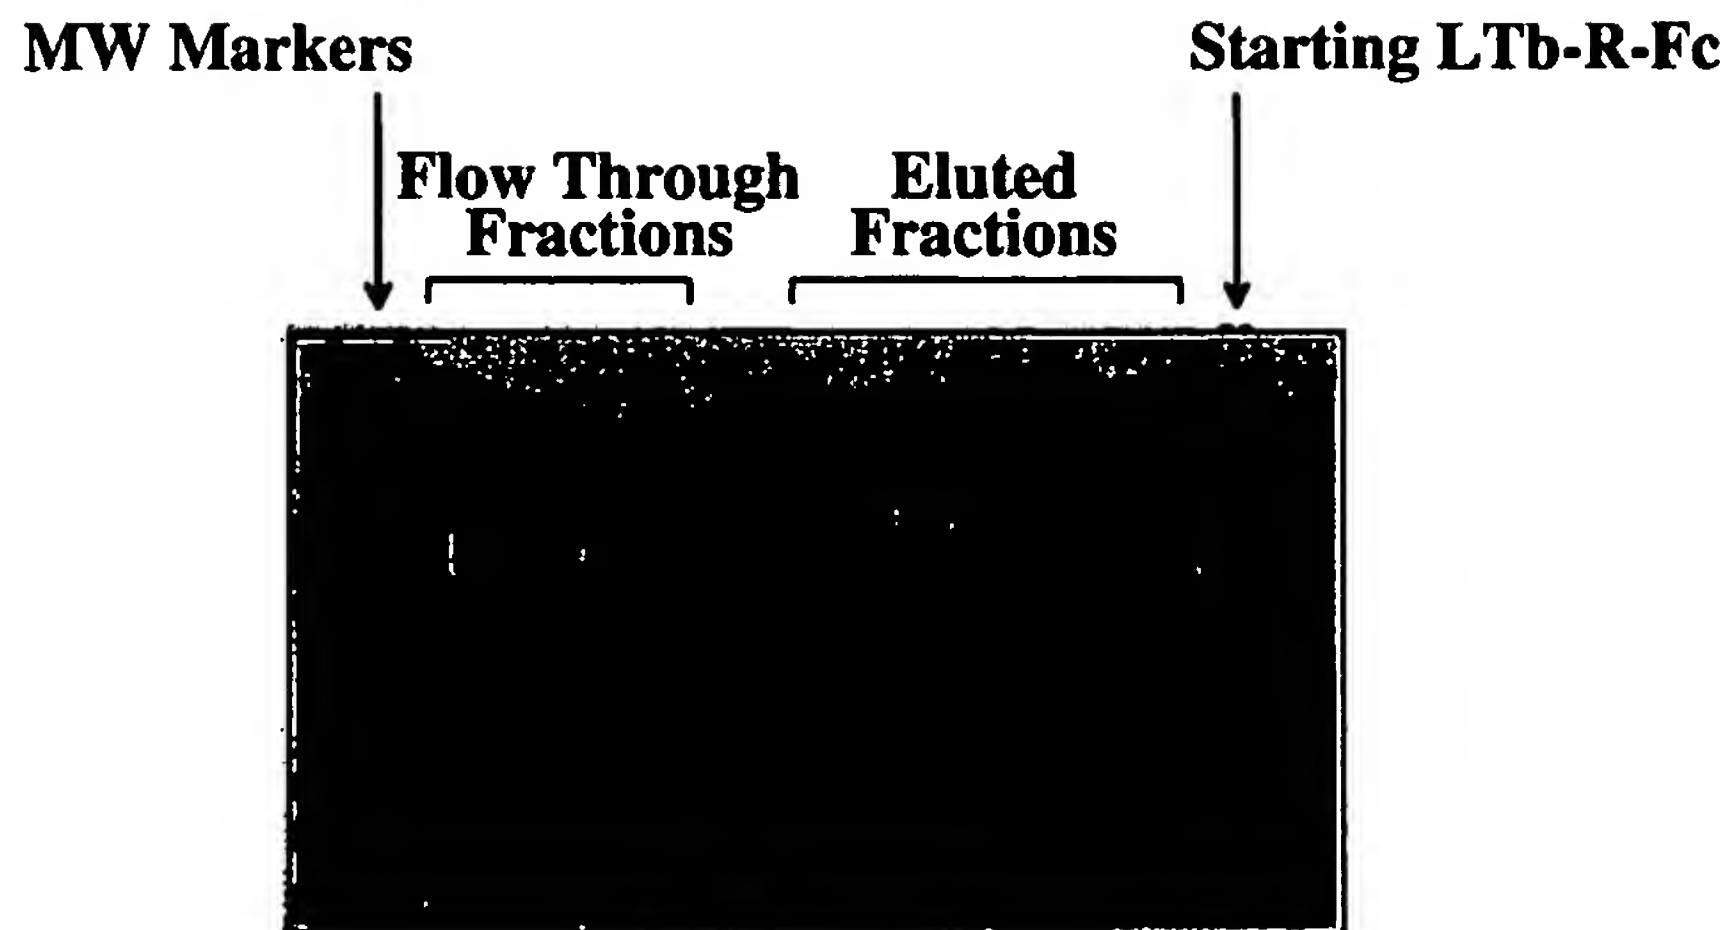 MW Markers
Starting LTb-R-Fc
Flow Through
Fractions
Eluted
Fractions